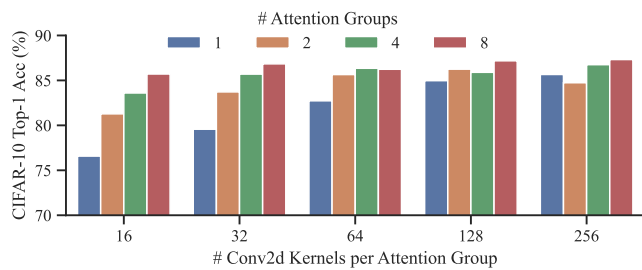 # Attention Groups
1 2 4 8
CIFAR-10 Top-1 Acc (%)
90
85
80
75
70
16 32 64 128 256
# Conv2d Kernels per Attention Group